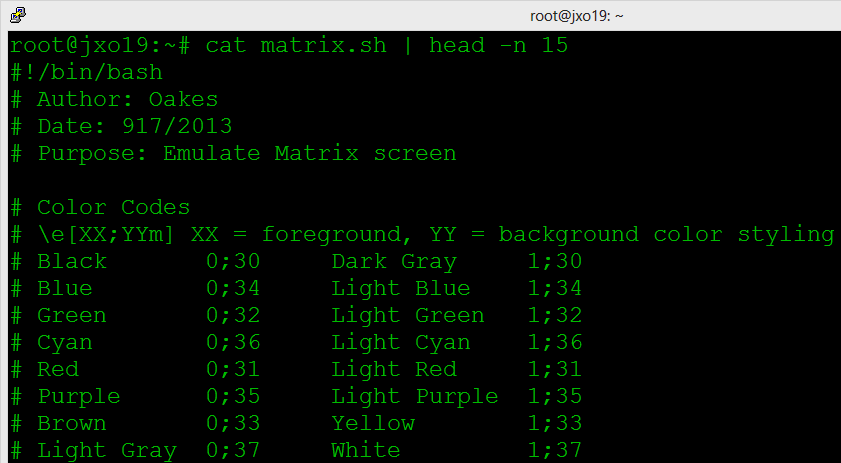 root@jxo19: ~
root@jxo19:~# cat matrix.sh | head -n 15
#!/bin/bash
# Author: Oakes
# Date: 917/2013
# Purpose: Emulate Matrix screen

# Color Codes
# \e[XX;YYm] XX = foreground, YY = background color styling
# Black       0;30     Dark Gray     1;30
# Blue        0;34     Light Blue    1;34
# Green       0;32     Light Green   1;32
# Cyan        0;36     Light Cyan    1;36
# Red         0;31     Light Red     1;31
# Purple      0;35     Light Purple  1;35
# Brown       0;33     Yellow        1;33
# Light Gray  0;37     White         1;37